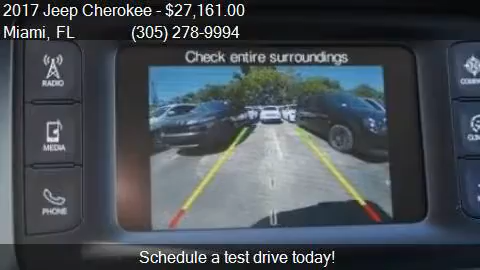 2017 Jeep Cherokee - $27,161.00
Miami, FL (305) 278-9994
Check entire surroundings
RADIO
MEDIA
PHONE
Schedule a test drive today!